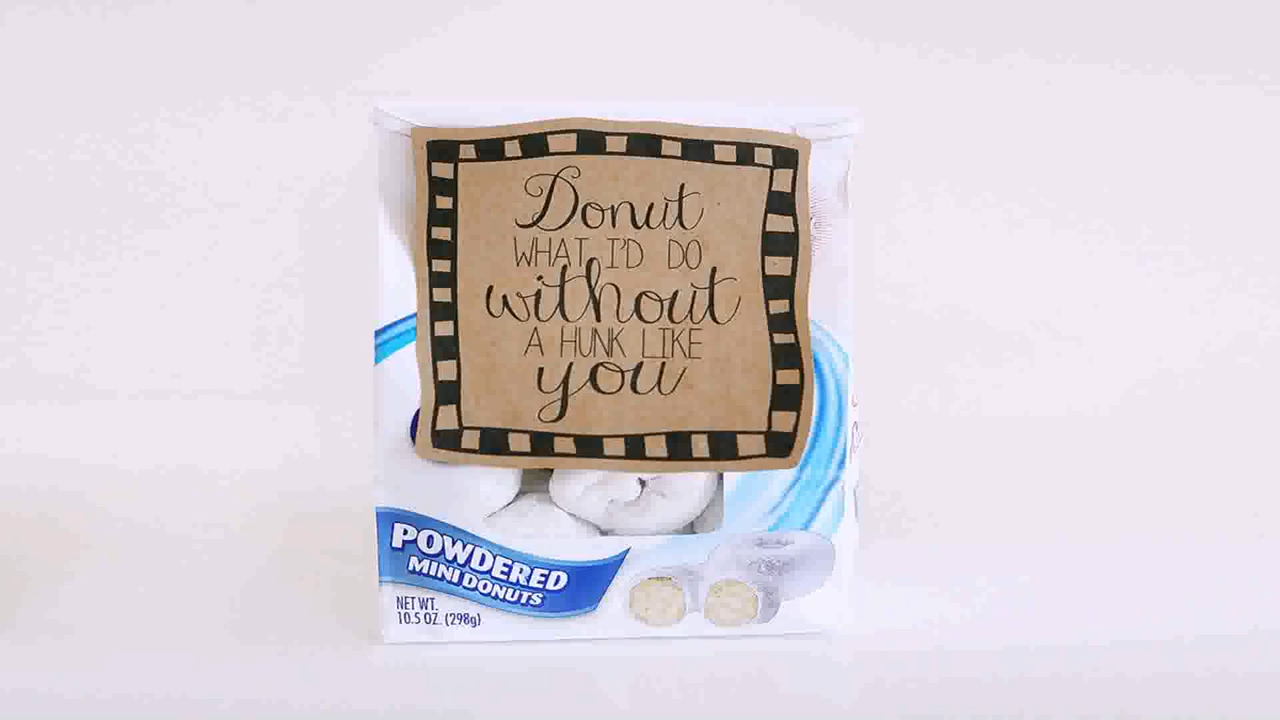 Donut
WHAT I'D DO
without
A HUNK LIKE
you
POWDERED
MINI DONUTS
NET WT.
10.5 OZ. (298g)